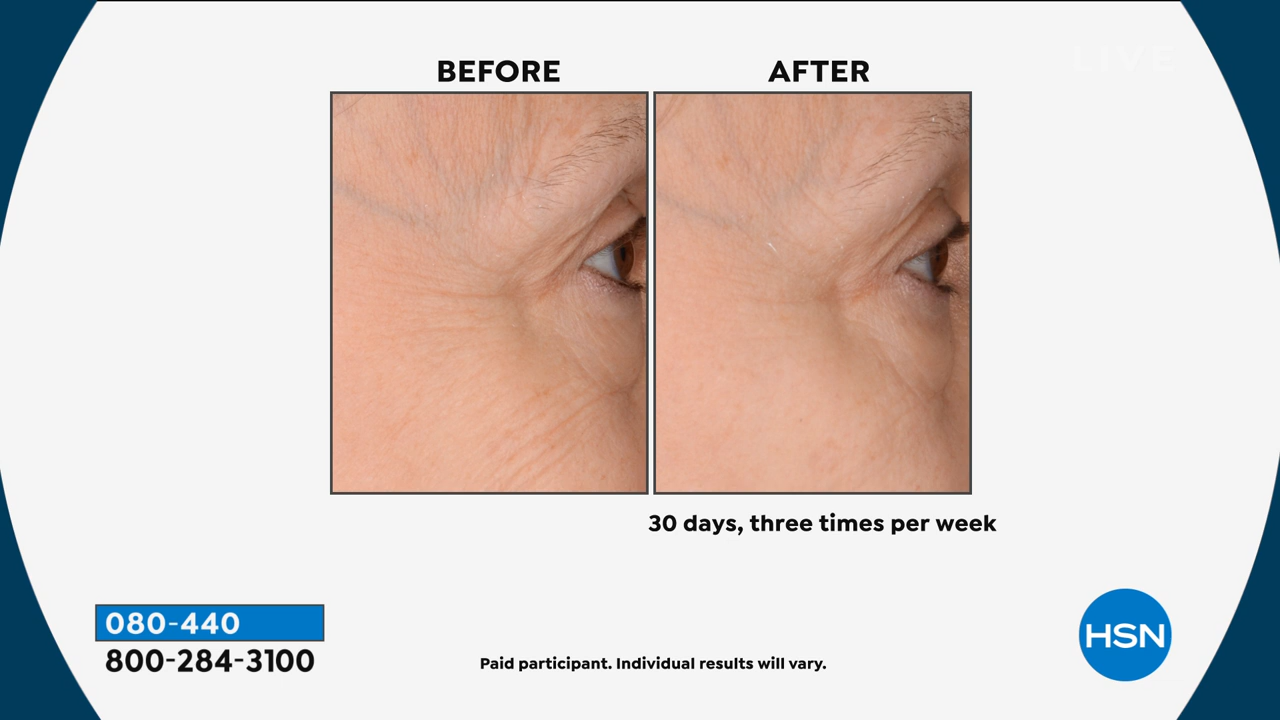 LIVE
BEFORE
AFTER
30 days, three times per week
080-440
800-284-3100
Paid participant. Individual results will vary.
HSN